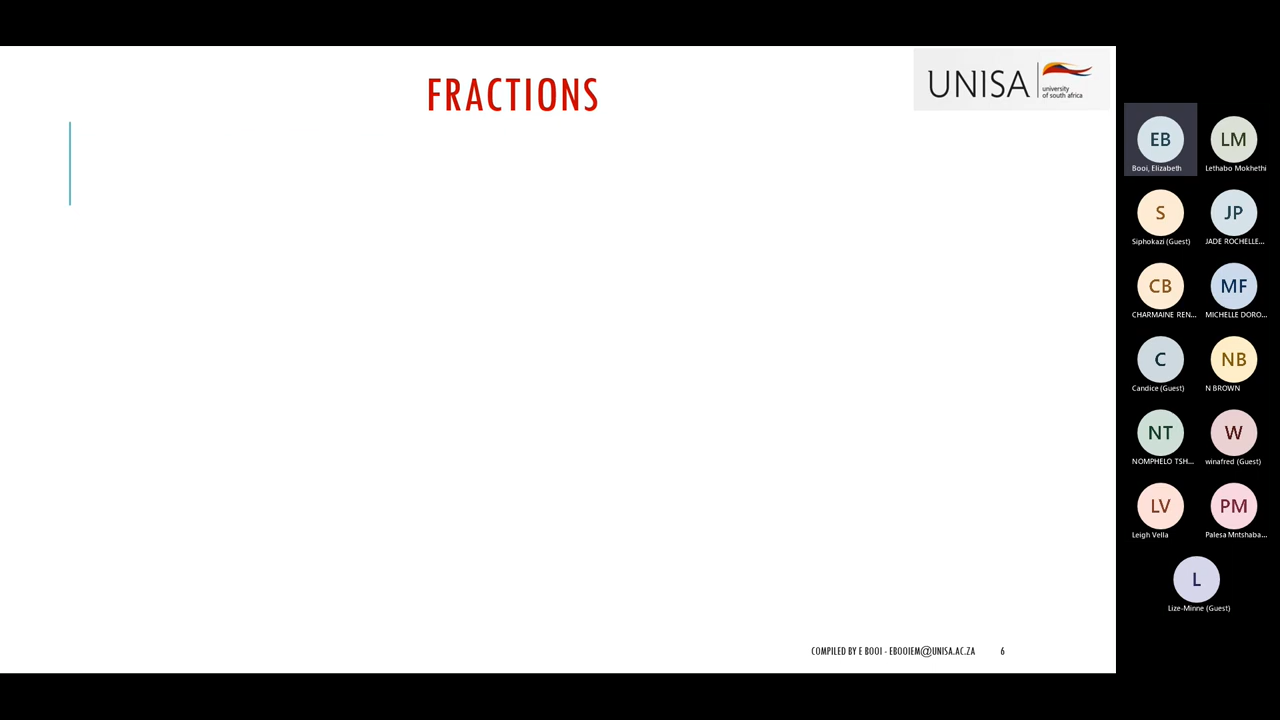 FRACTIONS
UNISA
university
of south africa
COMPILED BY E BOOI - EBOOIEM@UNISA.AC.ZA 6
EB LM
Booi, Elizabeth Lethabo Mokhethi
S JP
Siphokazi (Guest) JADE ROCHELLE...
CB MF
CHARMAINE REN... MICHELLE DORO...
C NB
Candice (Guest) N BROWN
NT W
NOMPHELO TSH... winafred (Guest)
LV PM
Leigh Vella Palesa Mntshaba...
L
Lize-Minne (Guest)